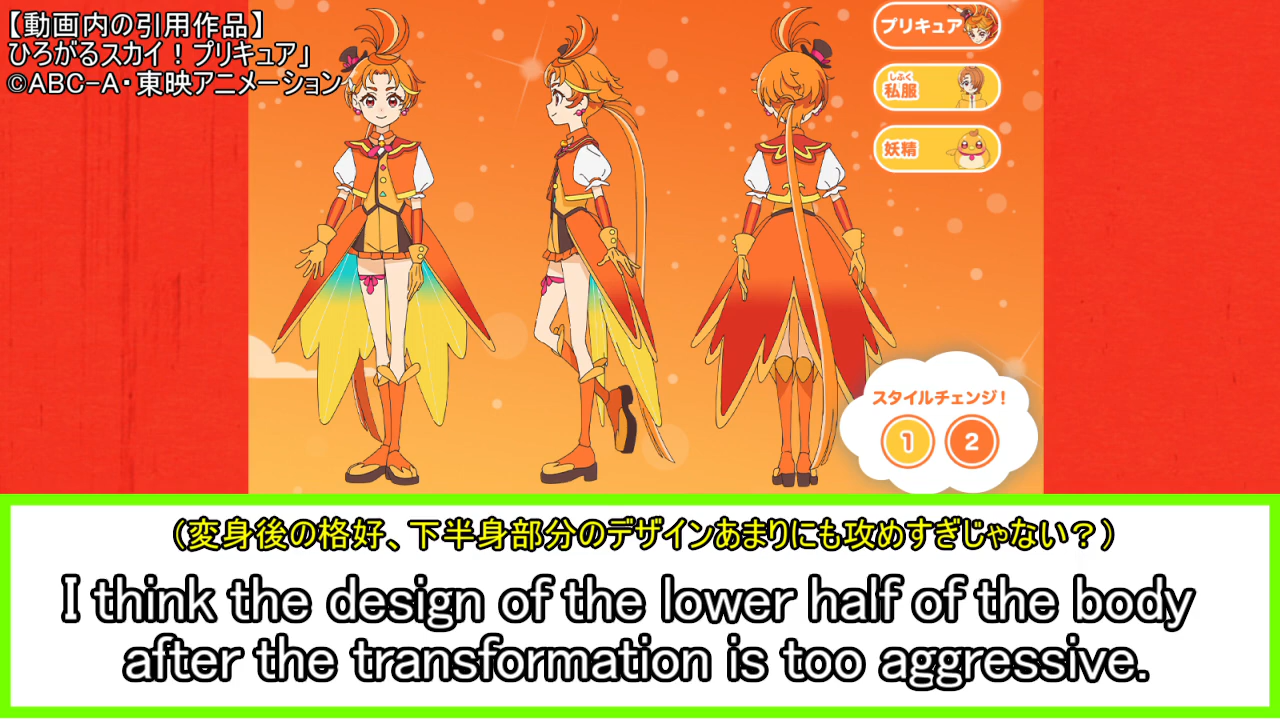 【動画内の引用作品】
ひろがるスカイ！プリキュア」
©ABC-A・東映アニメーション
プリキュア
しふく
私服
妖精
スタイルチェンジ！
1 2
（変身後の格好、下半身部分のデザインあまりにも攻めすぎじゃない？）
I think the design of the lower half of the body
after the transformation is too aggressive.